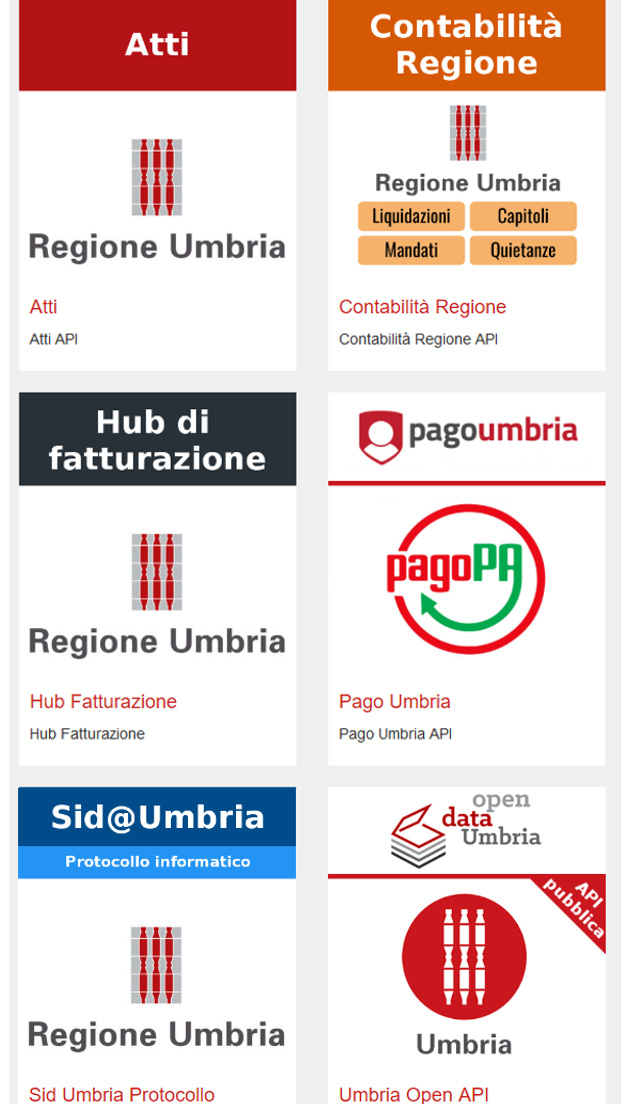 Atti
Regione Umbria
Atti
Atti API
Contabilità
Regione
Regione Umbria
Liquidazioni
Capitoli
Mandati
Quietanze
Contabilità Regione
Contabilità Regione API
Hub di
fatturazione
Regione Umbria
Hub Fatturazione
Hub Fatturazione
pagoumbria
pagoPA
Pago Umbria
Pago Umbria API
Sid@Umbria
Protocollo informatico
Regione Umbria
Sid Umbria Protocollo
open
data
Umbria
API
pubblica
Umbria
Umbria Open API